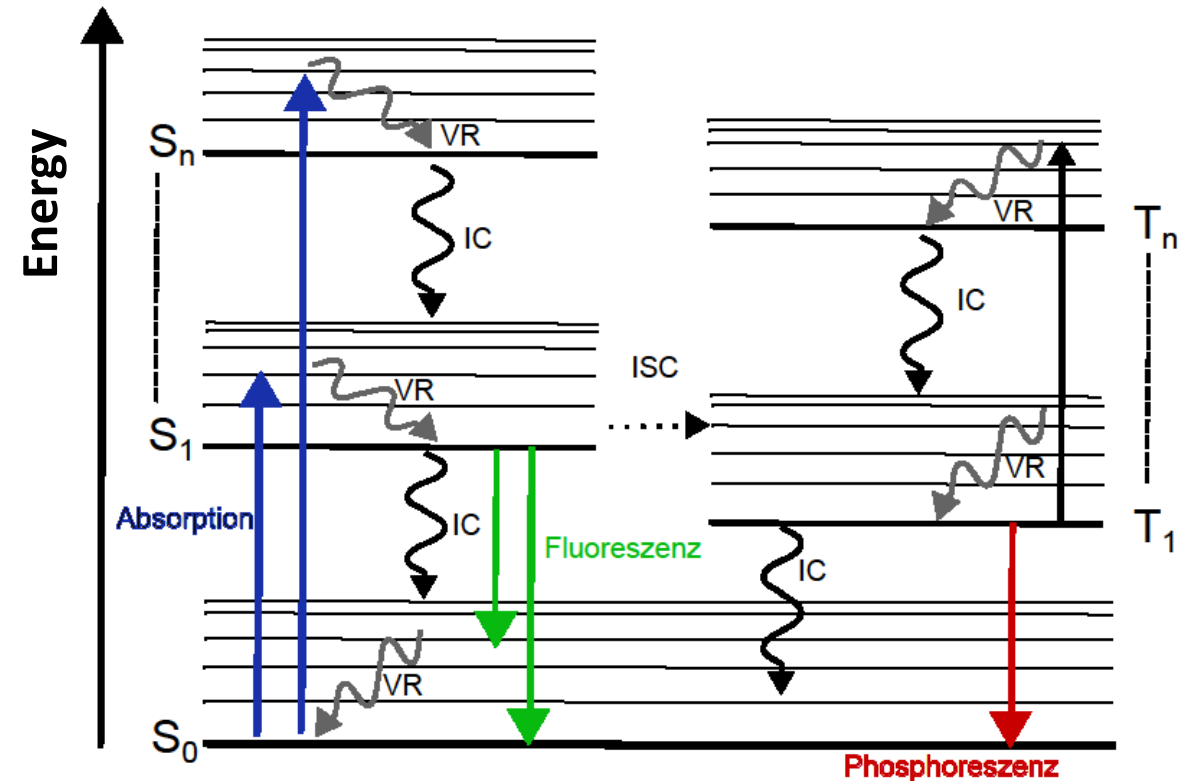 Energy
Sn
VR
IC
Tn
VR
IC
ISC
S1
VR
VR
IC
Absorption
Fluoreszenz
T1
IC
VR
S0
Phosphoreszenz